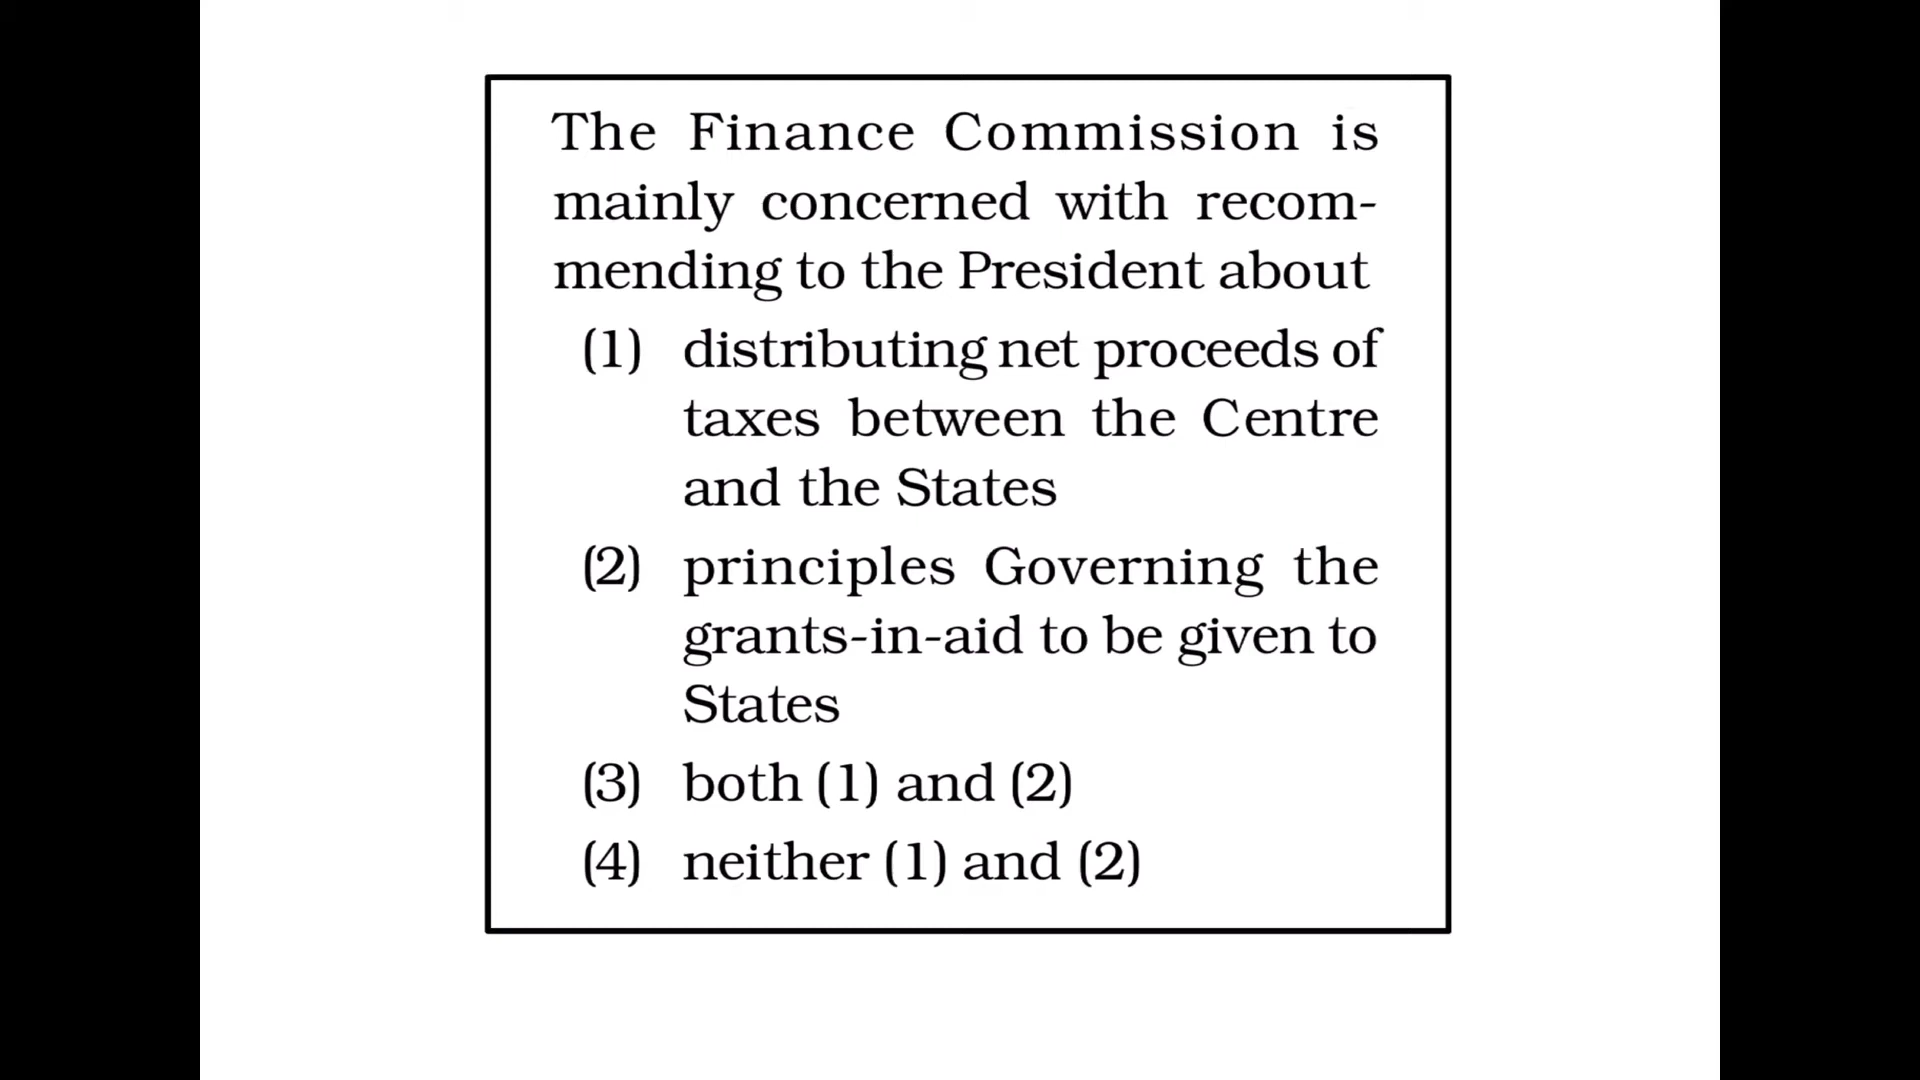 The Finance Commission is
mainly concerned with recom-
mending to the President about
(1) distributing net proceeds of
taxes between the Centre
and the States
(2) principles Governing the
grants-in-aid to be given to
States
(3) both (1) and (2)
(4) neither (1) and (2)